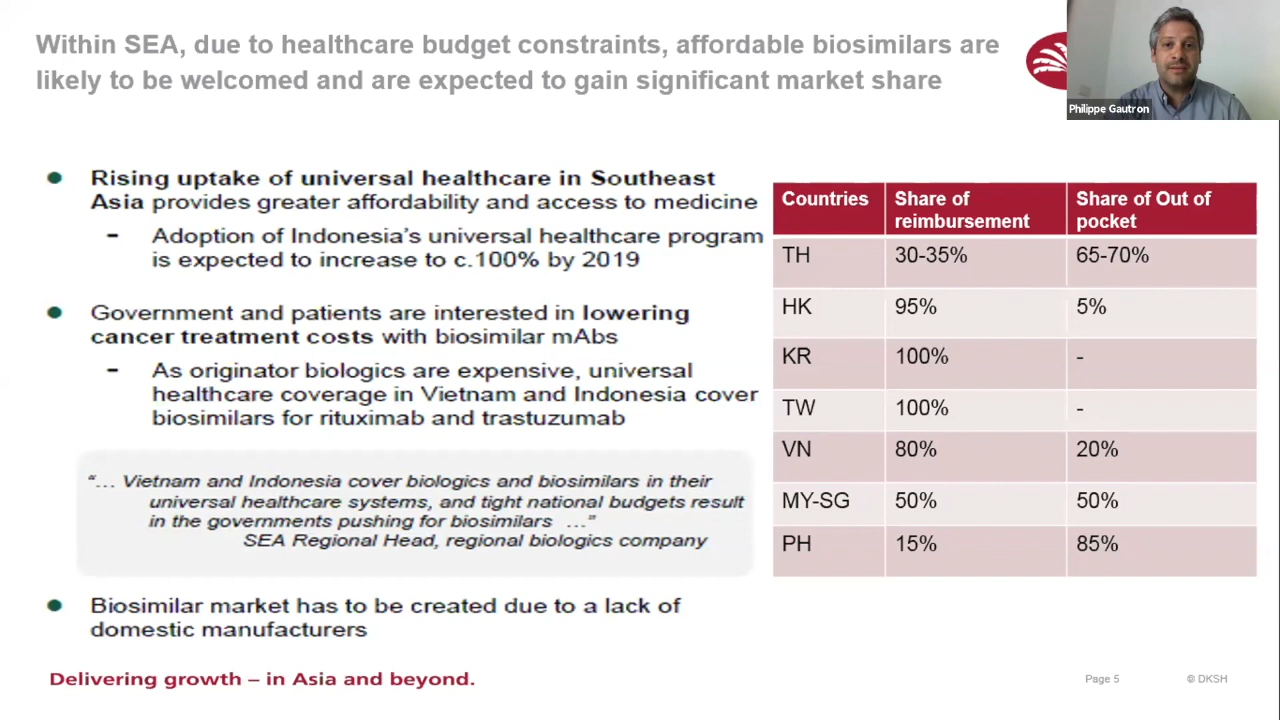 Within SEA, due to healthcare budget constraints, affordable biosimilars are
likely to be welcomed and are expected to gain significant market share
Philippe Gautron
● Rising uptake of universal healthcare in Southeast
Asia provides greater affordability and access to medicine
- Adoption of Indonesia’s universal healthcare program
is expected to increase to c.100% by 2019
● Government and patients are interested in lowering
cancer treatment costs with biosimilar mAbs
- As originator biologics are expensive, universal
healthcare coverage in Vietnam and Indonesia cover
biosimilars for rituximab and trastuzumab
“… Vietnam and Indonesia cover biologics and biosimilars in their
universal healthcare systems, and tight national budgets result
in the governments pushing for biosimilars …”
SEA Regional Head, regional biologics company
● Biosimilar market has to be created due to a lack of
domestic manufacturers
Countries Share of reimbursement Share of Out of pocket
TH 30-35% 65-70%
HK 95% 5%
KR 100% -
TW 100% -
VN 80% 20%
MY-SG 50% 50%
PH 15% 85%
Delivering growth – in Asia and beyond.
Page 5
© DKSH